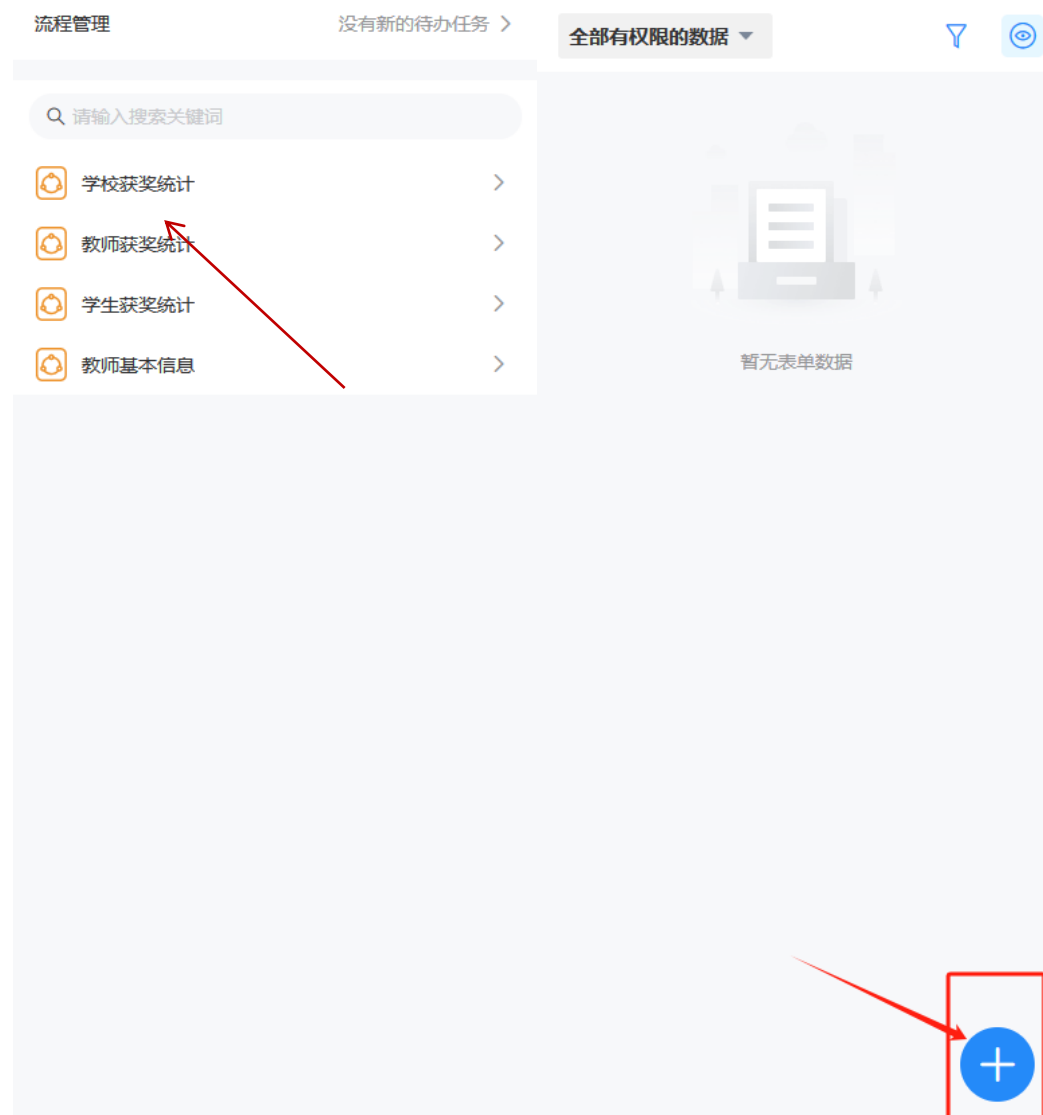 流程管理
没有新的待办任务
请输入搜索关键词
学校获奖统计
教师获奖统计
学生获奖统计
教师基本信息
全部有权限的数据
暂无表单数据